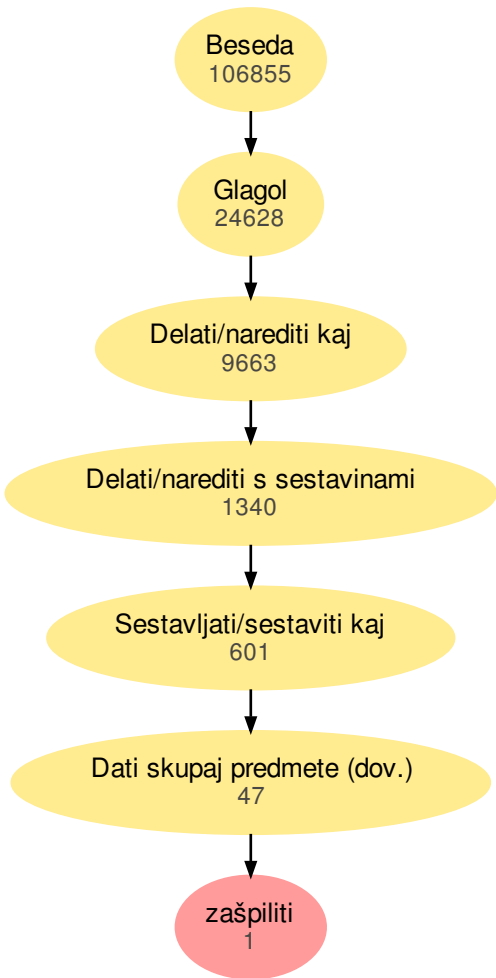 Beseda
106855
Glagol
24628
Delati/narediti kaj
9663
Delati/narediti s sestavinami
1340
Sestavljati/sestaviti kaj
601
Dati skupaj predmete (dov.)
47
zašpiliti
1